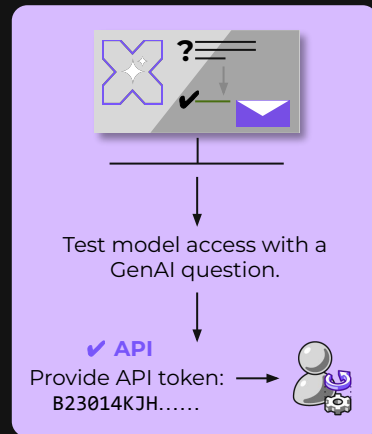 ?
Test model access with a
GenAI question.
✔ API
Provide API token:
B23014KJH......